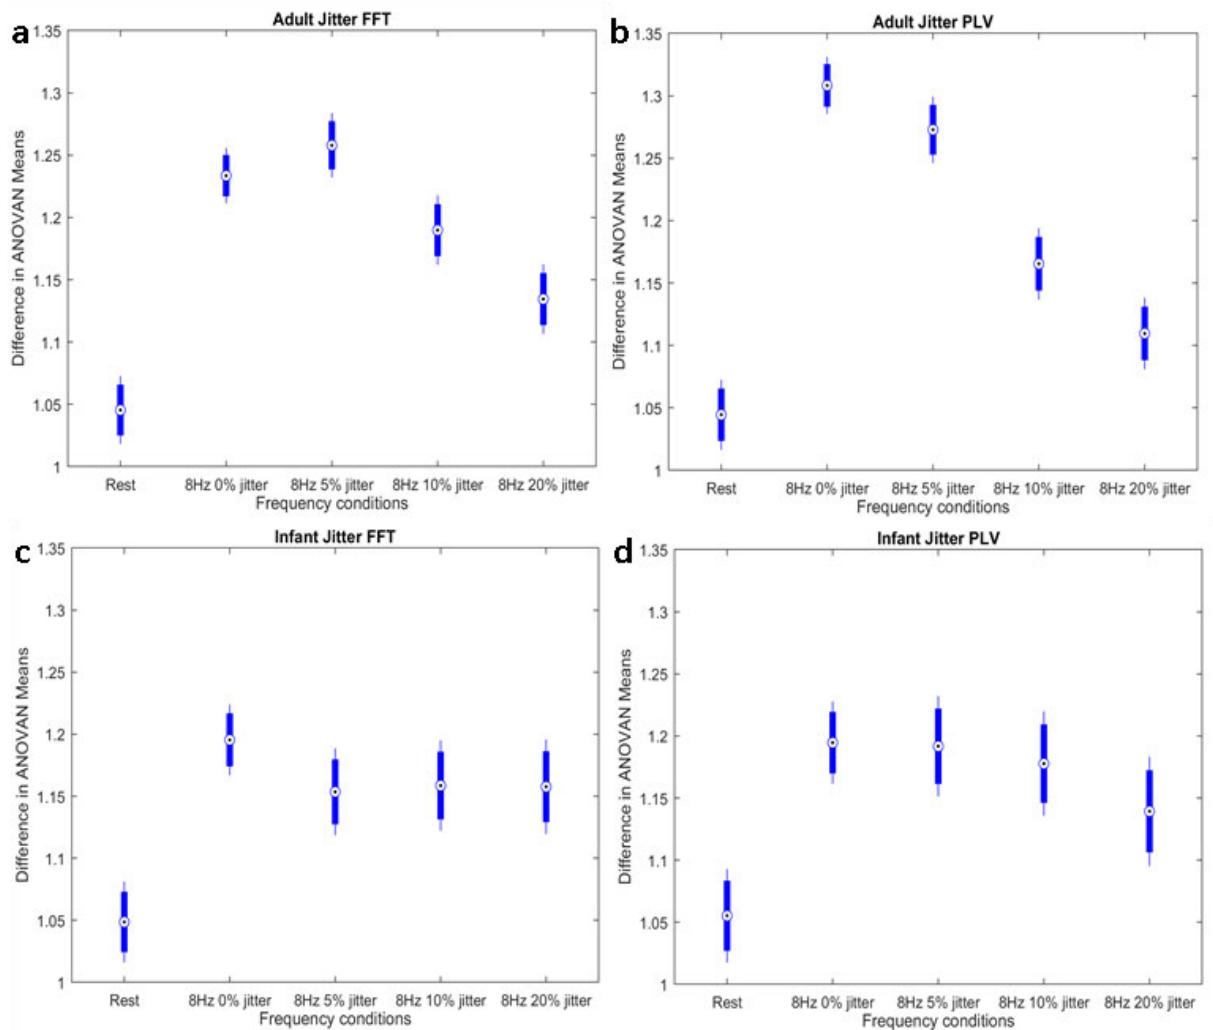 a
Adult Jitter FFT
1.35
1.3
1.25
1.2
1.15
1.1
1.05
1
Difference in ANOVAN Means
Rest 8Hz 0% jitter 8Hz 5% jitter 8Hz 10% jitter 8Hz 20% jitter
Frequency conditions
b
Adult Jitter PLV
1.35
1.3
1.25
1.2
1.15
1.1
1.05
1
Difference in ANOVAN Means
Rest 8Hz 0% jitter 8Hz 5% jitter 8Hz 10% jitter 8Hz 20% jitter
Frequency conditions
c
Infant Jitter FFT
1.35
1.3
1.25
1.2
1.15
1.1
1.05
1
Difference in ANOVAN Means
Rest 8Hz 0% jitter 8Hz 5% jitter 8Hz 10% jitter 8Hz 20% jitter
Frequency conditions
d
Infant Jitter PLV
1.35
1.3
1.25
1.2
1.15
1.1
1.05
1
Difference in ANOVAN Means
Rest 8Hz 0% jitter 8Hz 5% jitter 8Hz 10% jitter 8Hz 20% jitter
Frequency conditions